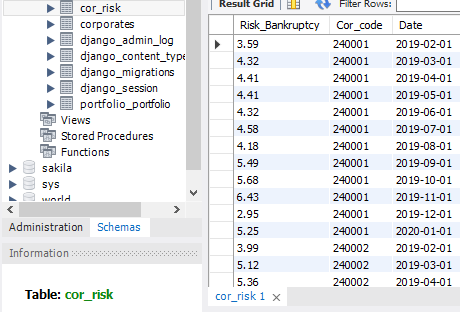 cor_risk
corporates
django_admin_log
django_content_type
django_migrations
django_session
portfolio_portfolio
Views
Stored Procedures
Functions
sakila
sys
world
Administration Schemas
Information
Table: cor_risk
Result Grid Filter Rows:
Risk_Bankruptcy Cor_code Date
3.59 240001 2019-02-01
4.32 240001 2019-03-01
4.41 240001 2019-04-01
4.41 240001 2019-05-01
4.32 240001 2019-06-01
4.58 240001 2019-07-01
4.18 240001 2019-08-01
5.49 240001 2019-09-01
5.68 240001 2019-10-01
6.43 240001 2019-11-01
2.95 240001 2019-12-01
5.25 240001 2020-01-01
3.99 240002 2019-02-01
5.12 240002 2019-03-01
5.36 240002 2019-04-01
cor_risk 1